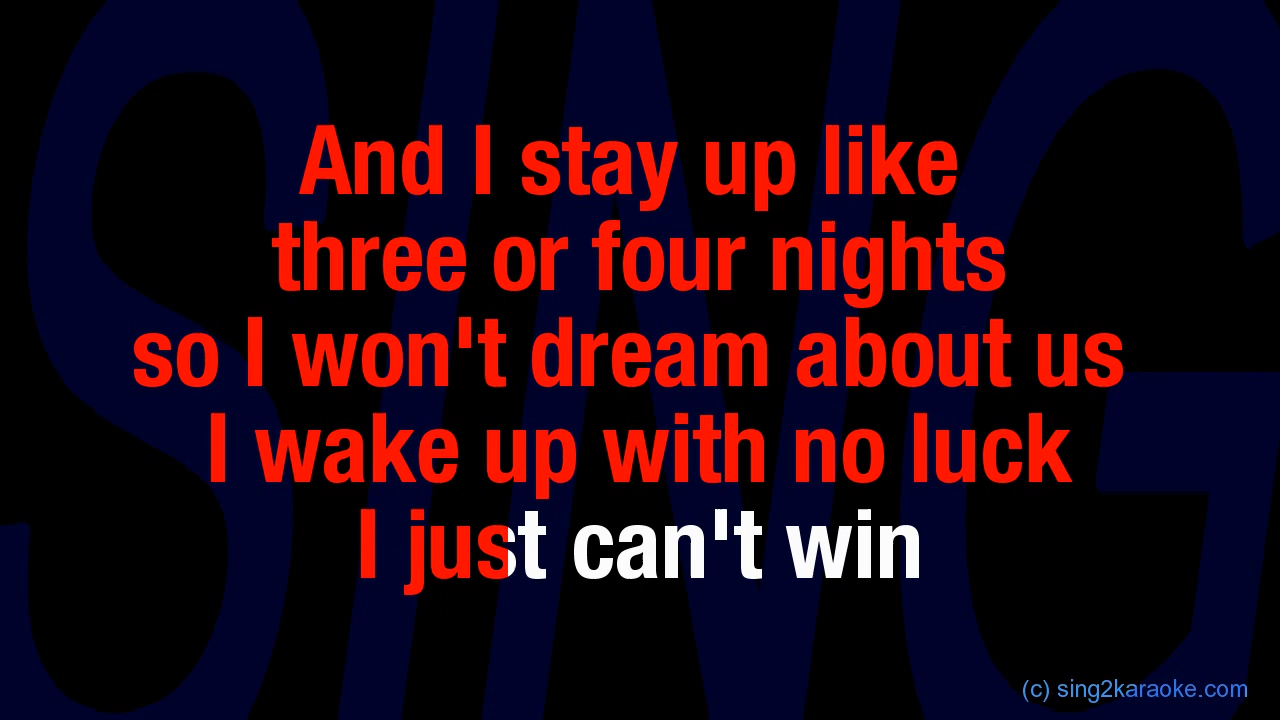 SING
And I stay up like
three or four nights
so I won't dream about us
I wake up with no luck
I just can't win
(c) sing2karaoke.com